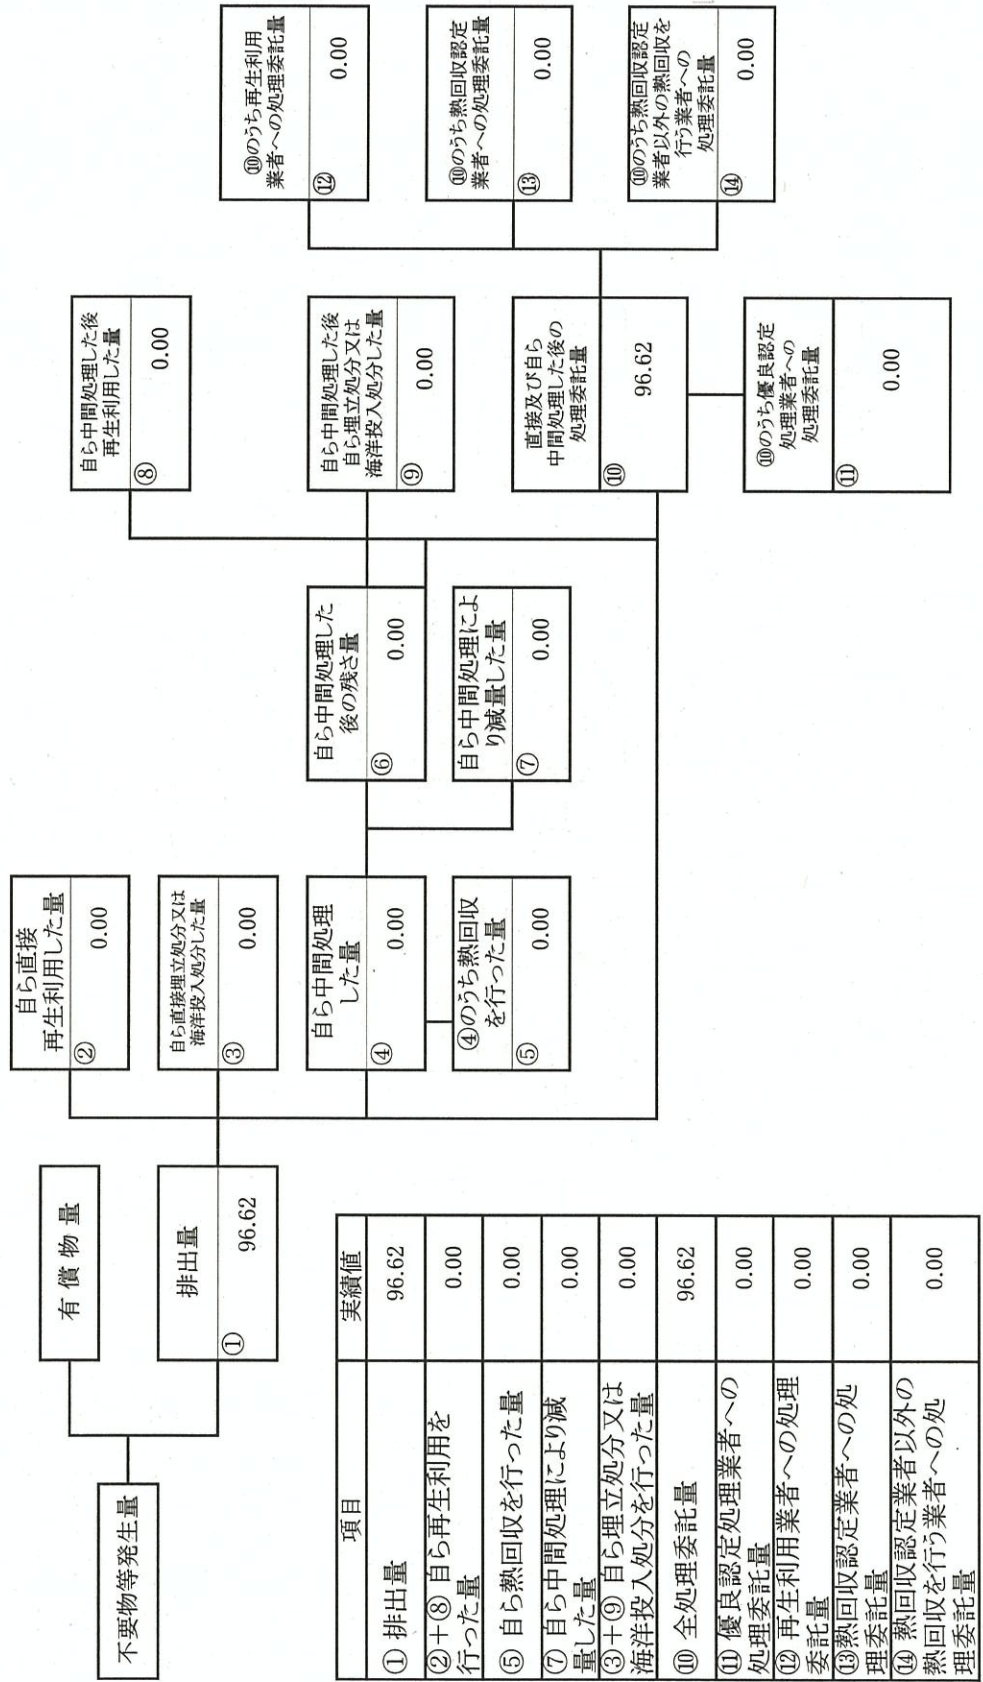 不要物等発生量
有償物量
排出量
①
96.62
自ら直接
再生利用した量
②
0.00
自ら直接埋立処分又は
海洋投入処分した量
③
0.00
自ら中間処理
した量
④
0.00
④のうち熱回収
を行った量
⑤
0.00
自ら中間処理した
後の残さ量
⑥
0.00
自ら中間処理によ
り減量した量
⑦
0.00
自ら中間処理した後
再生利用した量
⑧
0.00
自ら中間処理した後
自ら埋立処分又は
海洋投入処分した量
⑨
0.00
直接及び自ら
中間処理した後の
処理委託量
⑩
96.62
⑩のうち優良認定
処理業者への
処理委託量
⑪
0.00
⑩のうち再生利用
業者への処理委託量
⑫
0.00
⑩のうち熱回収認定
業者への処理委託量
⑬
0.00
⑩のうち熱回収認定
業者以外の熱回収を
行う業者への
処理委託量
⑭
0.00
項目 実績値
①排出量 96.62
②+⑧ 自ら再生利用を
行った量 0.00
⑤ 自ら熱回収を行った量 0.00
⑦ 自ら中間処理により減
量した量 0.00
③+⑨ 自ら埋立処分又は
海洋投入処分を行った量 0.00
⑩ 全処理委託量 96.62
⑪ 優良認定処理業者への
処理委託量 0.00
⑫ 再生利用業者への処理
委託量 0.00
⑬熱回収認定業者への処
理委託量 0.00
⑭ 熱回収認定業者以外の
熱回収を行う業者への処
理委託量 0.00